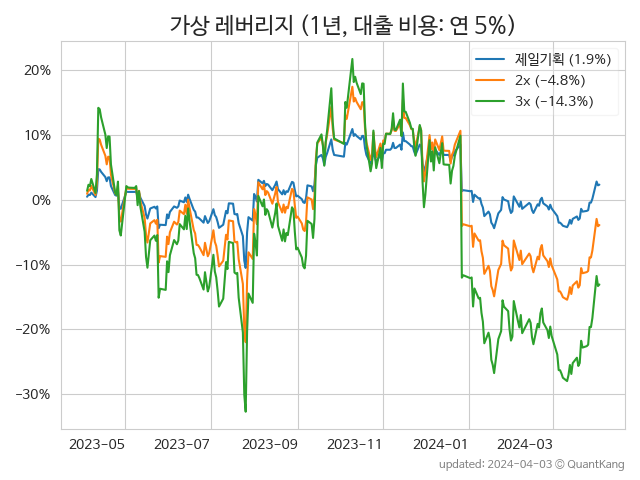 가상 레버리지 (1년, 대출 비용: 연 5%)
제일기획 (1.9%)
2x (−4.8%)
3x (−14.3%)
20%
10%
0%
−10%
−20%
−30%
2023-05 2023-07 2023-09 2023-11 2024-01 2024-03
updated: 2024-04-03 © QuantKang